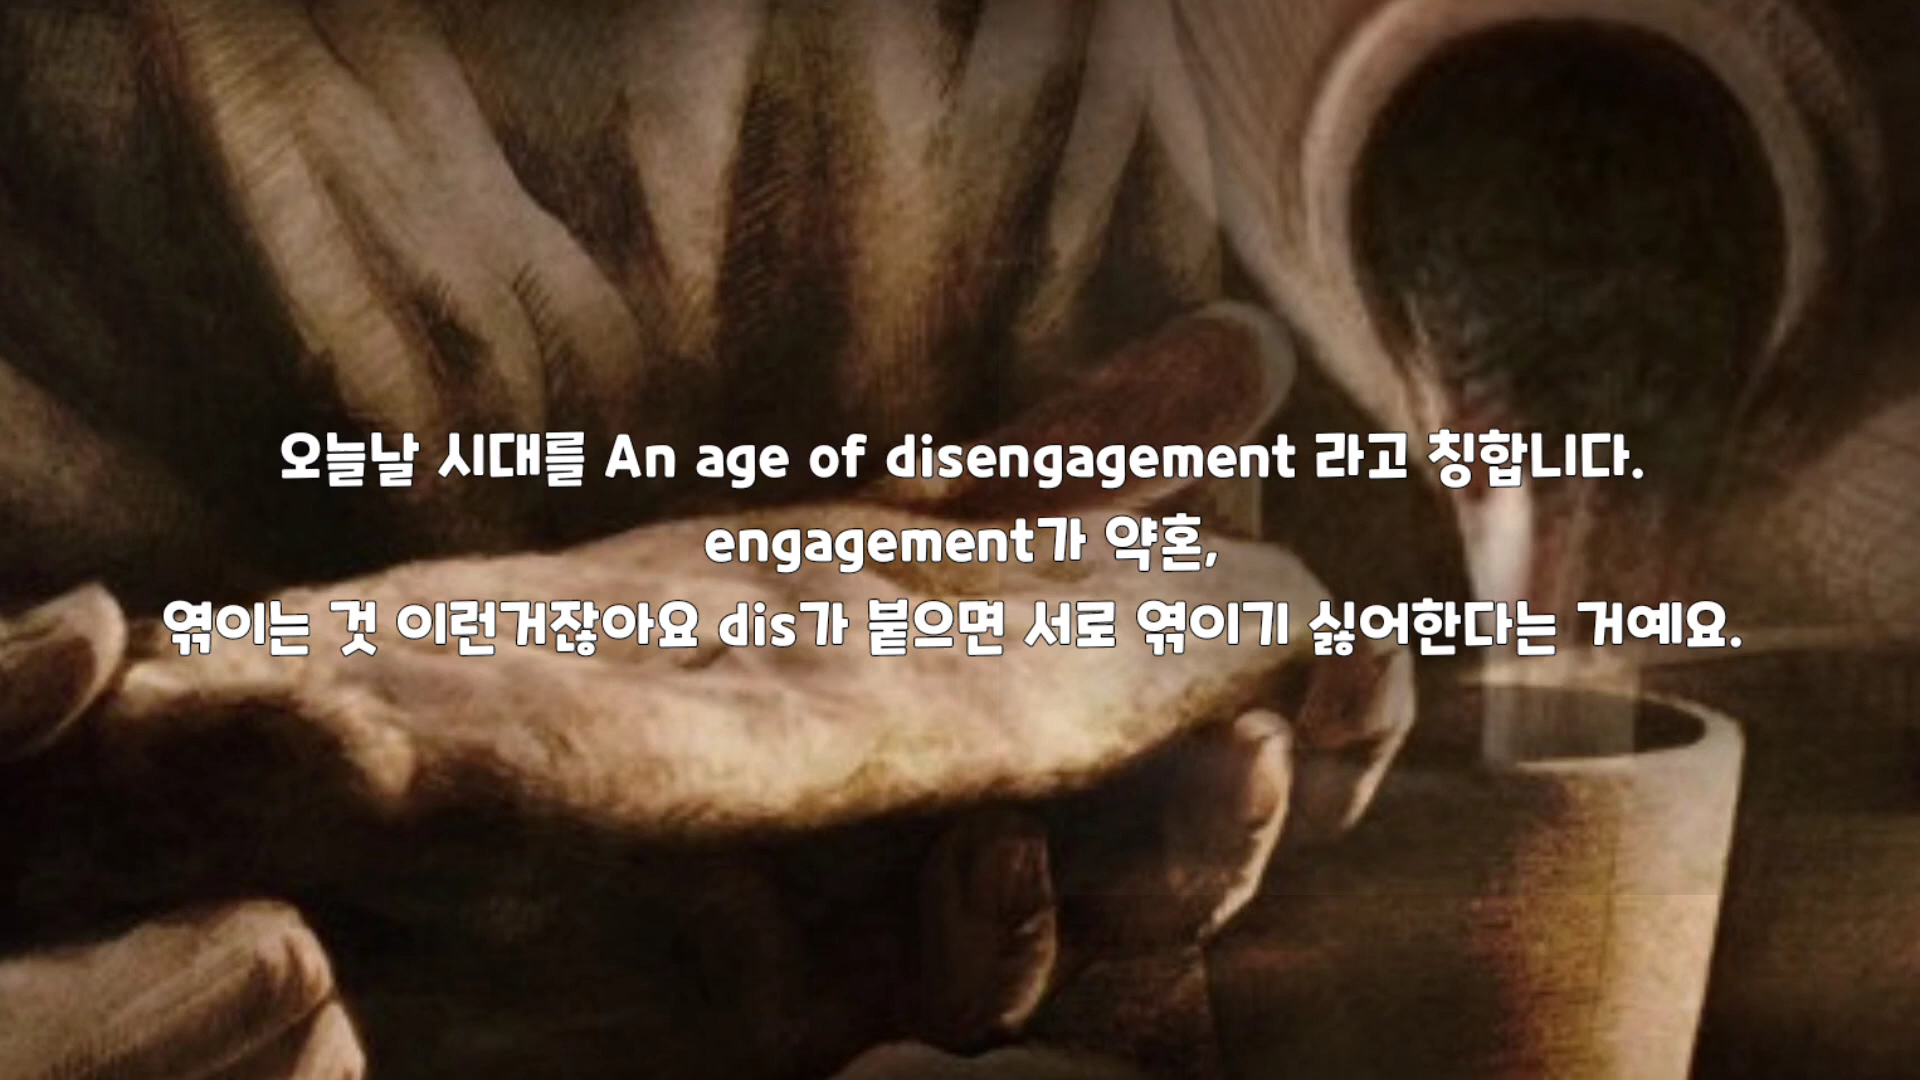 오늘날 시대를 An age of disengagement 라고 칭합니다.
engagement가 약혼,
엮이는 것 이런거잖아요 dis가 붙으면 서로 엮이기 싫어한다는 거예요.